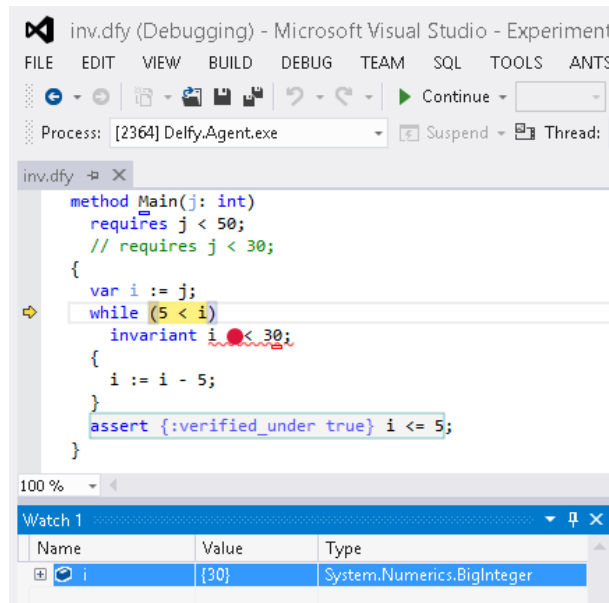 inv.dfy (Debugging) - Microsoft Visual Studio - Experiment
FILE EDIT VIEW BUILD DEBUG TEAM SQL TOOLS ANTS
Continue
Process: [2364] Delfy.Agent.exe Suspend Thread:
inv.dfy
method Main(j: int)
requires j < 50;
// requires j < 30;
{
var i := j;
while (5 < i)
invariant i < 30;
{
i := i - 5;
}
assert {:verified_under true} i <= 5;
}
100 %
Watch 1
Name Value Type
i {30} System.Numerics.BigInteger